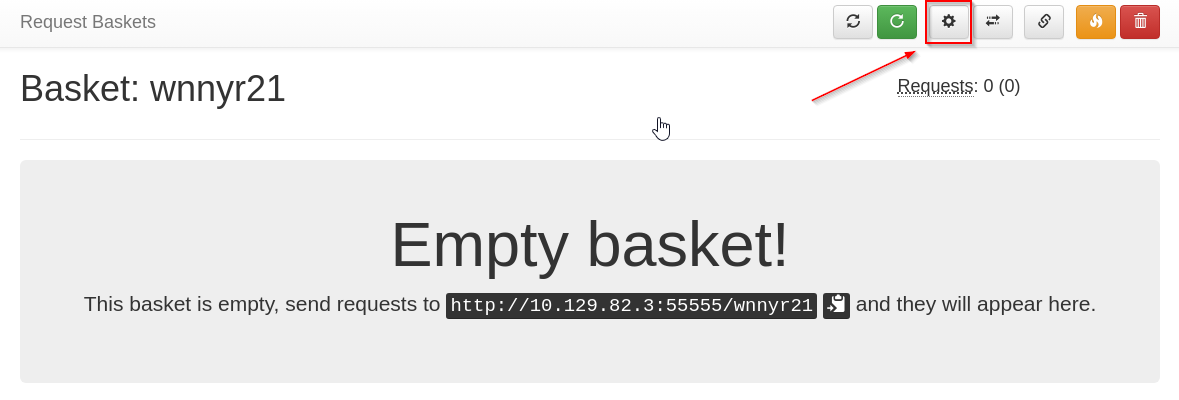 Request Baskets
Basket: wnnyr21
Requests: 0 (0)
Empty basket!
This basket is empty, send requests to http://10.129.82.3:55555/wnnyr21 and they will appear here.